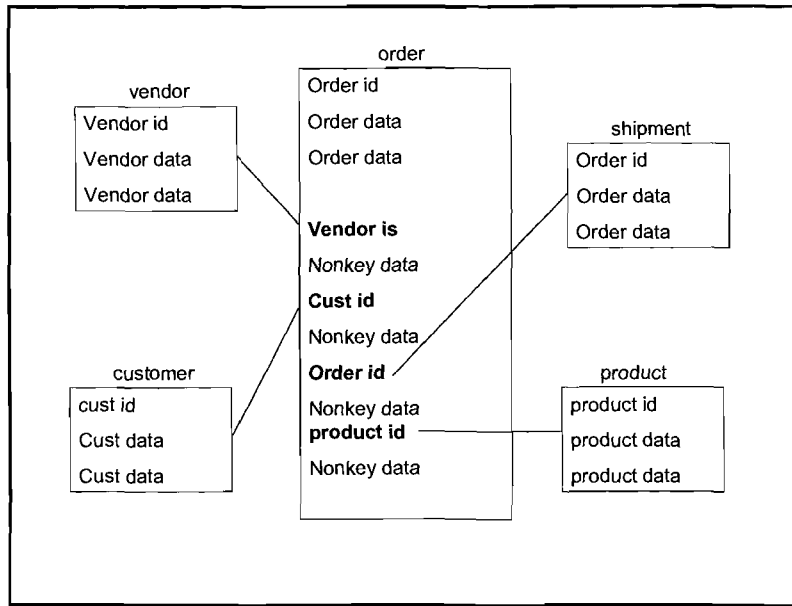 order
Order id
Order data
Order data
Vendor is
Nonkey data
Cust id
Nonkey data
Order id
Nonkey data
product id
Nonkey data
vendor
Vendor id
Vendor data
Vendor data
customer
cust id
Cust data
Cust data
shipment
Order id
Order data
Order data
product
product id
product data
product data